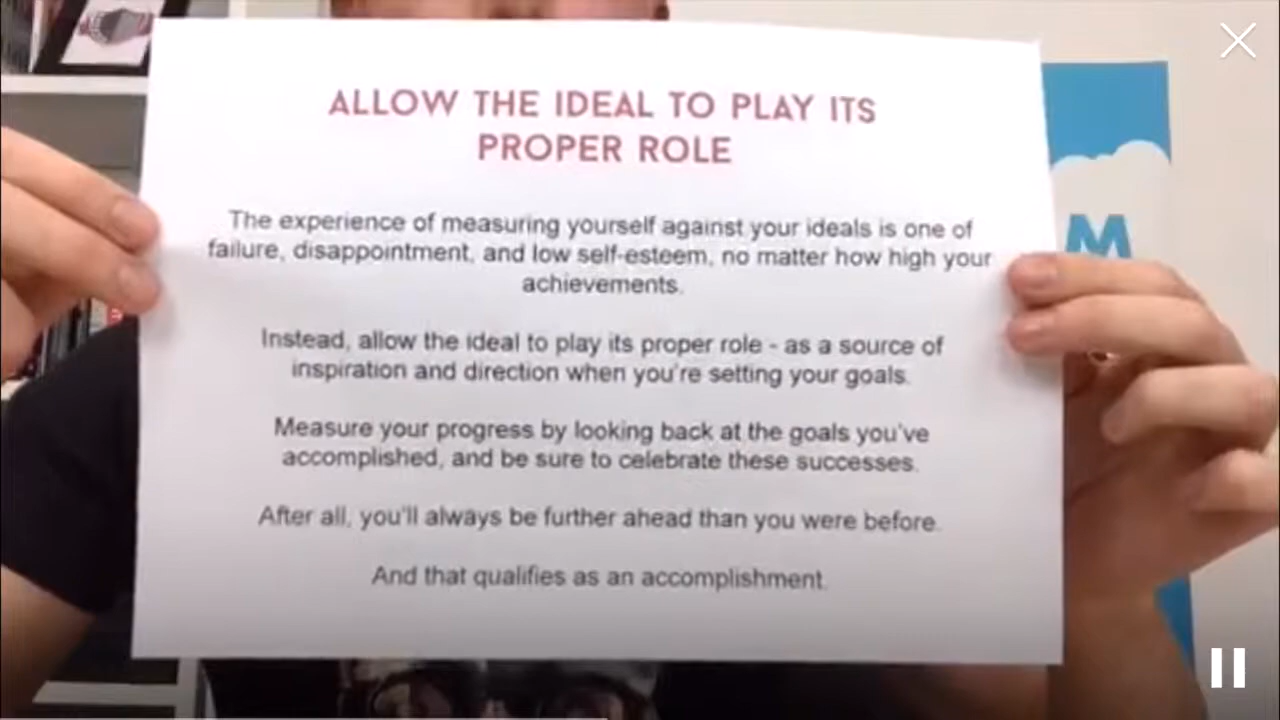 ALLOW THE IDEAL TO PLAY ITS
PROPER ROLE
The experience of measuring yourself against your ideals is one of
failure, disappointment, and low self-esteem, no matter how high your
achievements.
Instead, allow the ideal to play its proper role - as a source of
inspiration and direction when you're setting your goals.
Measure your progress by looking back at the goals you've
accomplished, and be sure to celebrate these successes.
After all, you'll always be further ahead than you were before.
And that qualifies as an accomplishment.
M